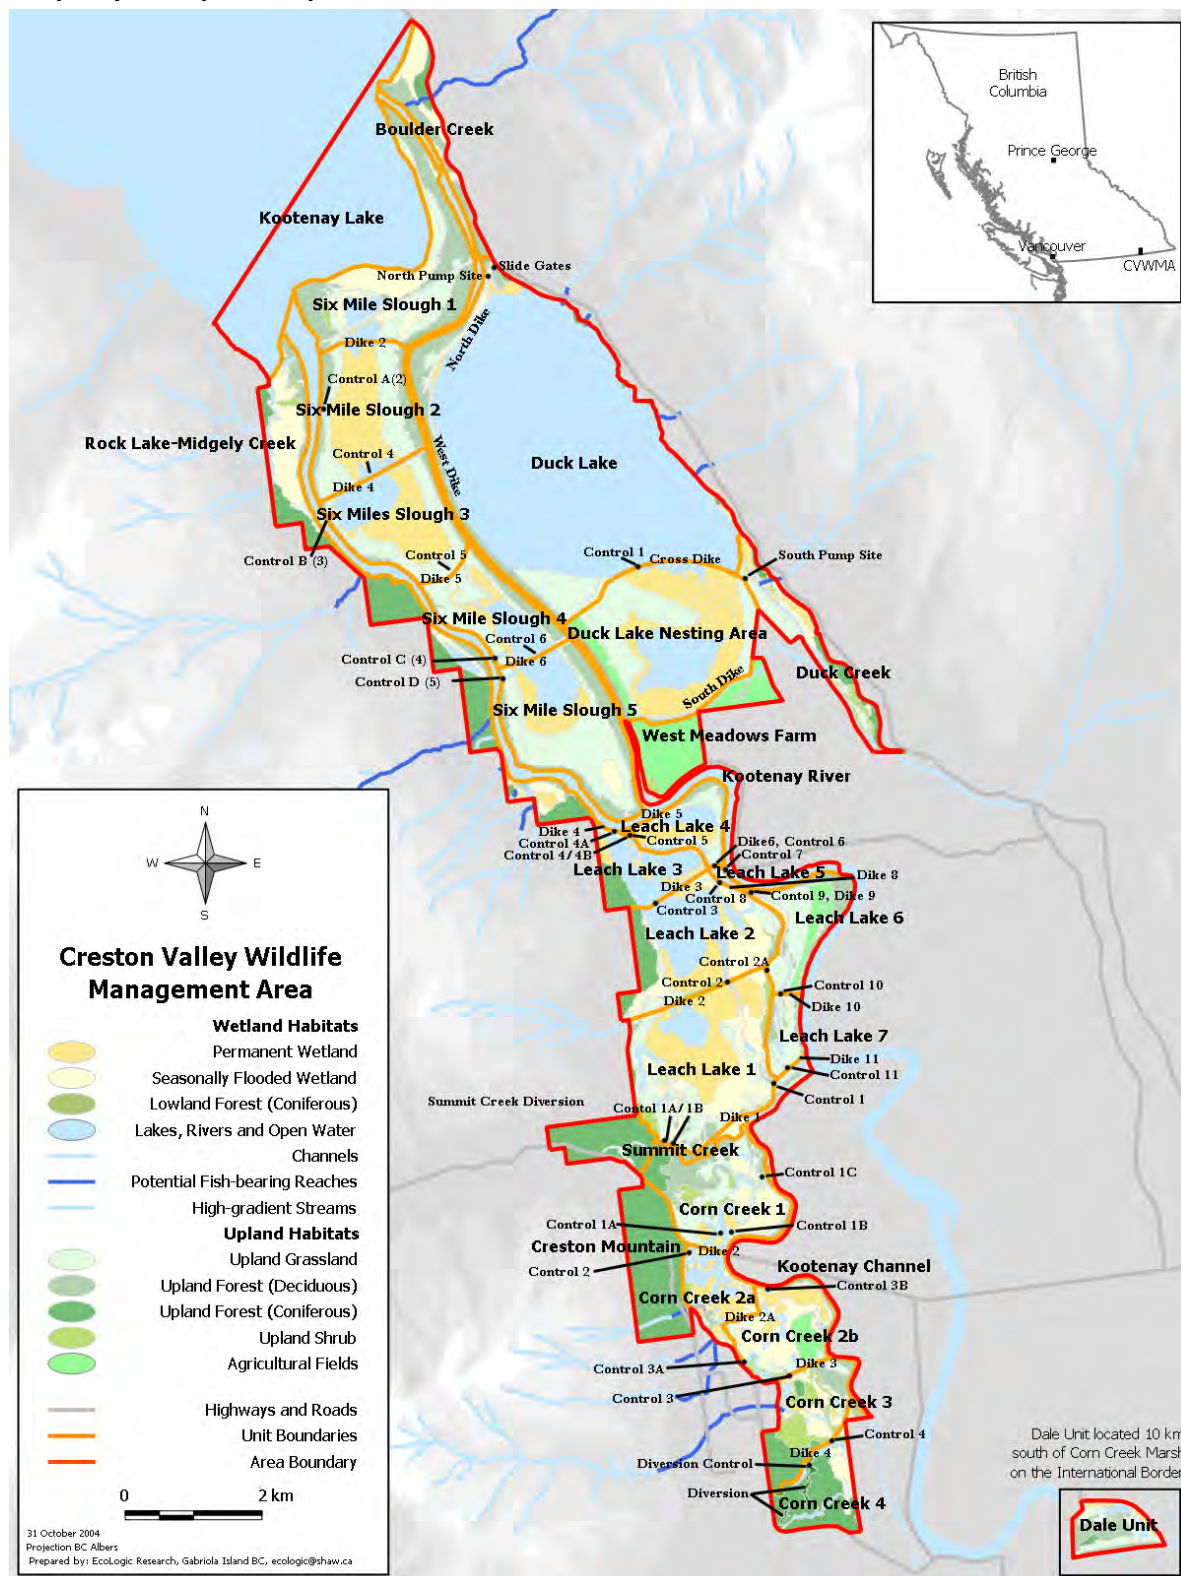 British
Columbia
Prince George
Vancouver
CVWMA
Boulder Creek
Kootenay Lake
Slide Gates
North Pump Site
Six Mile Slough 1
North Dike
Dike 2
Control A(2)
Six Mile Slough 2
Rock Lake-Midgely Creek
Control 4
West Dike
Duck Lake
Dike 4
Six Miles Slough 3
Control B (3)
Control 5
Dike 5
Control 1
Cross Dike
South Pump Site
Six Mile Slough 4
Duck Lake Nesting Area
Control 6
Control C (4)
Dike 6
Control D (5)
South Dike
Duck Creek
Six Mile Slough 5
West Meadows Farm
Kootenay River
Dike 5
Dike 4
Leach Lake 4
Control 4A
Control 5
Control 4/4B
Dike6, Control 6
Control 7
Leach Lake 3
Leach Lake 5
Dike 8
Dike 3
Control 8
Contol 9, Dike 9
Control 3
Leach Lake 6
Leach Lake 2
Control 2A
Control 2
Dike 2
Control 10
Dike 10
Leach Lake 7
Dike 11
Leach Lake 1
Control 11
Control 1
Summit Creek Diversion
Contol 1A/1B
Dike 1
Summit Creek
Control 1C
Corn Creek 1
Control 1A
Control 1B
Creston Mountain
Dike 2
Control 2
Kootenay Channel
Control 3B
Corn Creek 2a
Dike 2A
Corn Creek 2b
Control 3A
Dike 3
Control 3
Corn Creek 3
Control 4
Dike 4
Diversion Control
Diversion
Corn Creek 4
Dale Unit located 10 km
south of Corn Creek Marsh
on the International Border
Dale Unit
N
W
E
S
Creston Valley Wildlife
Management Area
Wetland Habitats
Permanent Wetland
Seasonally Flooded Wetland
Lowland Forest (Coniferous)
Lakes, Rivers and Open Water
Channels
Potential Fish-bearing Reaches
High-gradient Streams
Upland Habitats
Upland Grassland
Upland Forest (Deciduous)
Upland Forest (Coniferous)
Upland Shrub
Agricultural Fields
Highways and Roads
Unit Boundaries
Area Boundary
0 2 km
31 October 2004
Projection BC Albers
Prepared by: EcoLogic Research, Gabriola Island BC, ecologic@shaw.ca